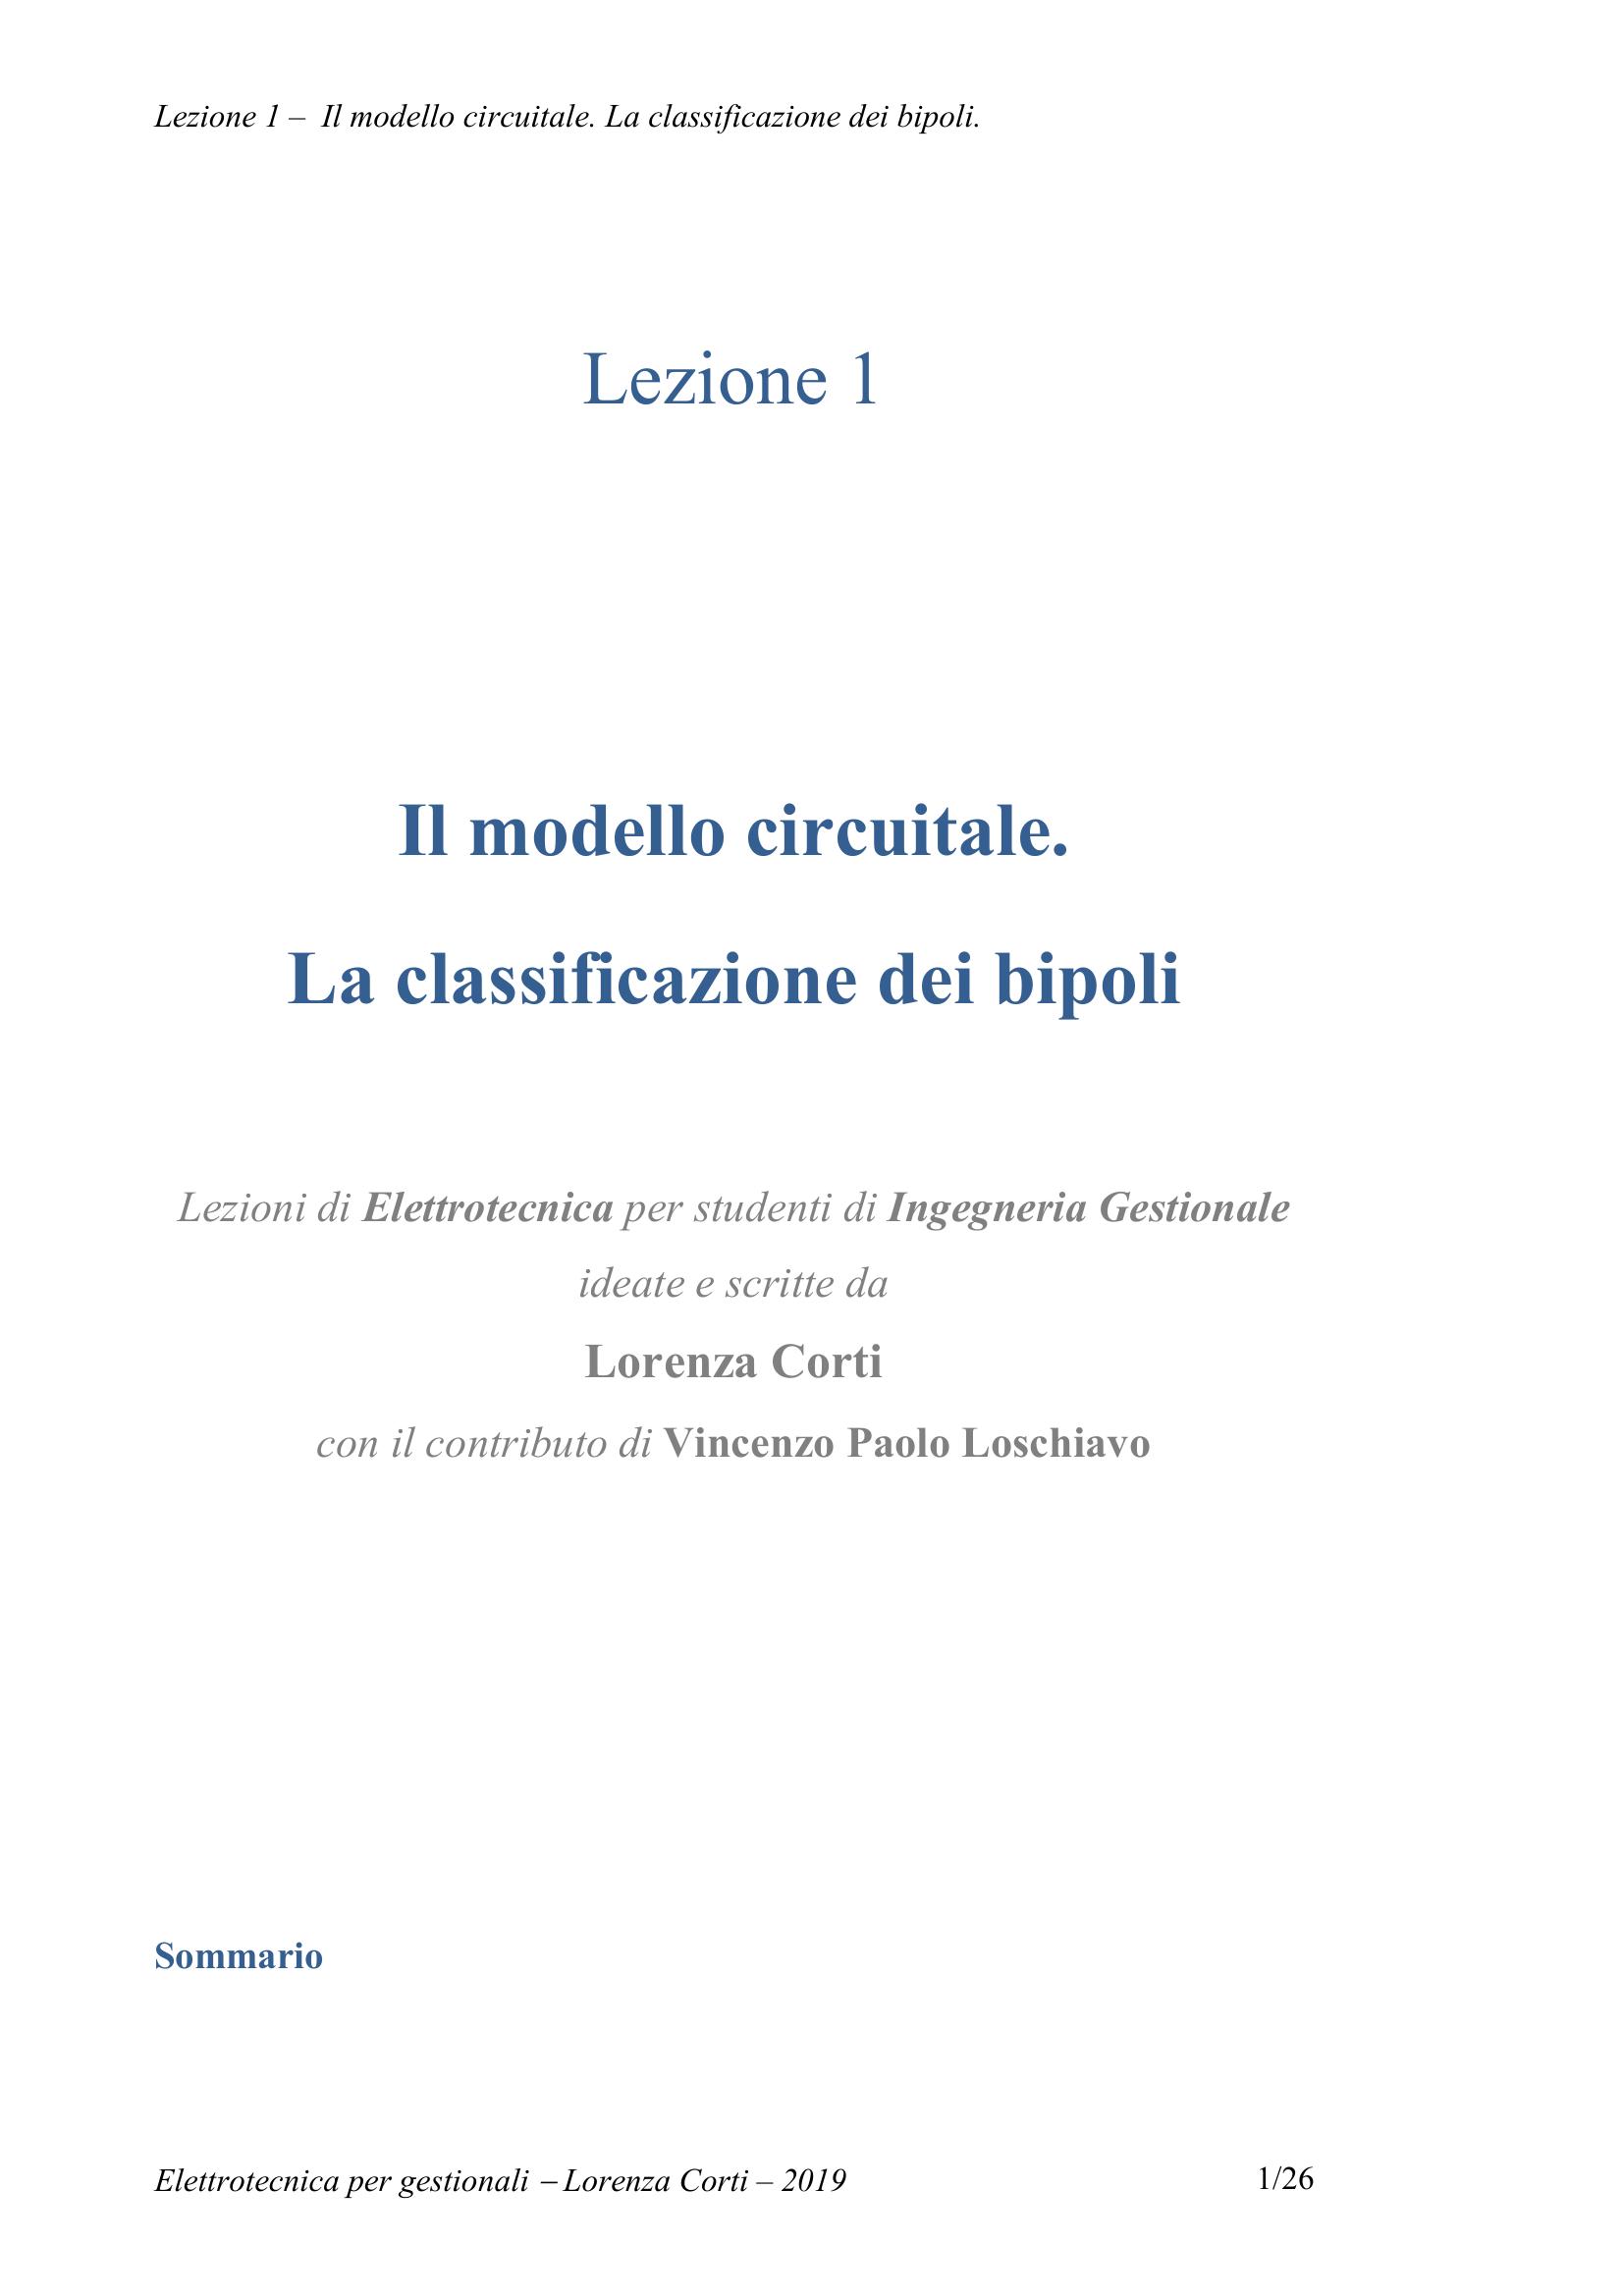 Lezione 1 – Il modello circuitale. La classificazione dei bipoli.
Lezione 1
Il modello circuitale.
La classificazione dei bipoli
Lezioni di Elettrotecnica per studenti di Ingegneria Gestionale
ideate e scritte da
Lorenza Corti
con il contributo di Vincenzo Paolo Loschiavo
Sommario
Elettrotecnica per gestionali – Lorenza Corti – 2019 1/26